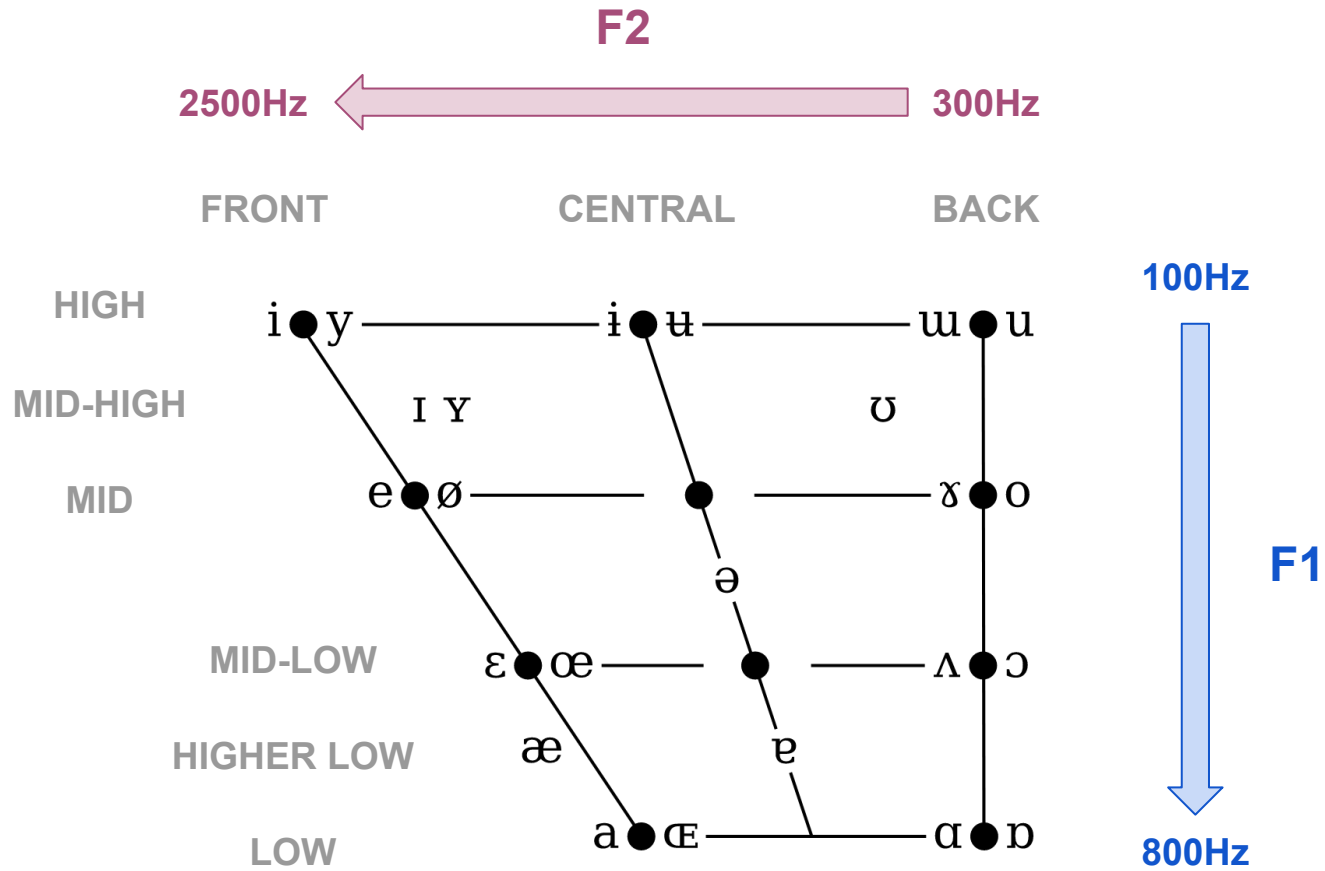 F2
2500Hz 300Hz
FRONT CENTRAL BACK
100Hz
HIGH i y ɨ ʉ ɯ u
MID-HIGH ɪ ʏ ʊ
MID e ø ɤ o
F1
ə
MID-LOW ɛ œ ʌ ɔ
HIGHER LOW æ ɐ
LOW a ɶ ɑ ɒ 800Hz